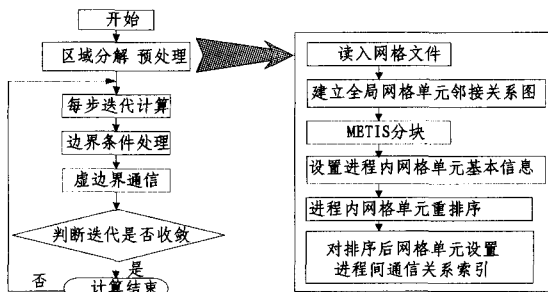 开始
区域分解 预处理
每步迭代计算
边界条件处理
虚边界通信
判断迭代是否收敛
否
是
计算结束
读入网格文件
建立全局网格单元邻接关系图
METIS分块
设置进程内网格单元基本信息
进程内网格单元重排序
对排序后网格单元设置
进程间通信关系索引